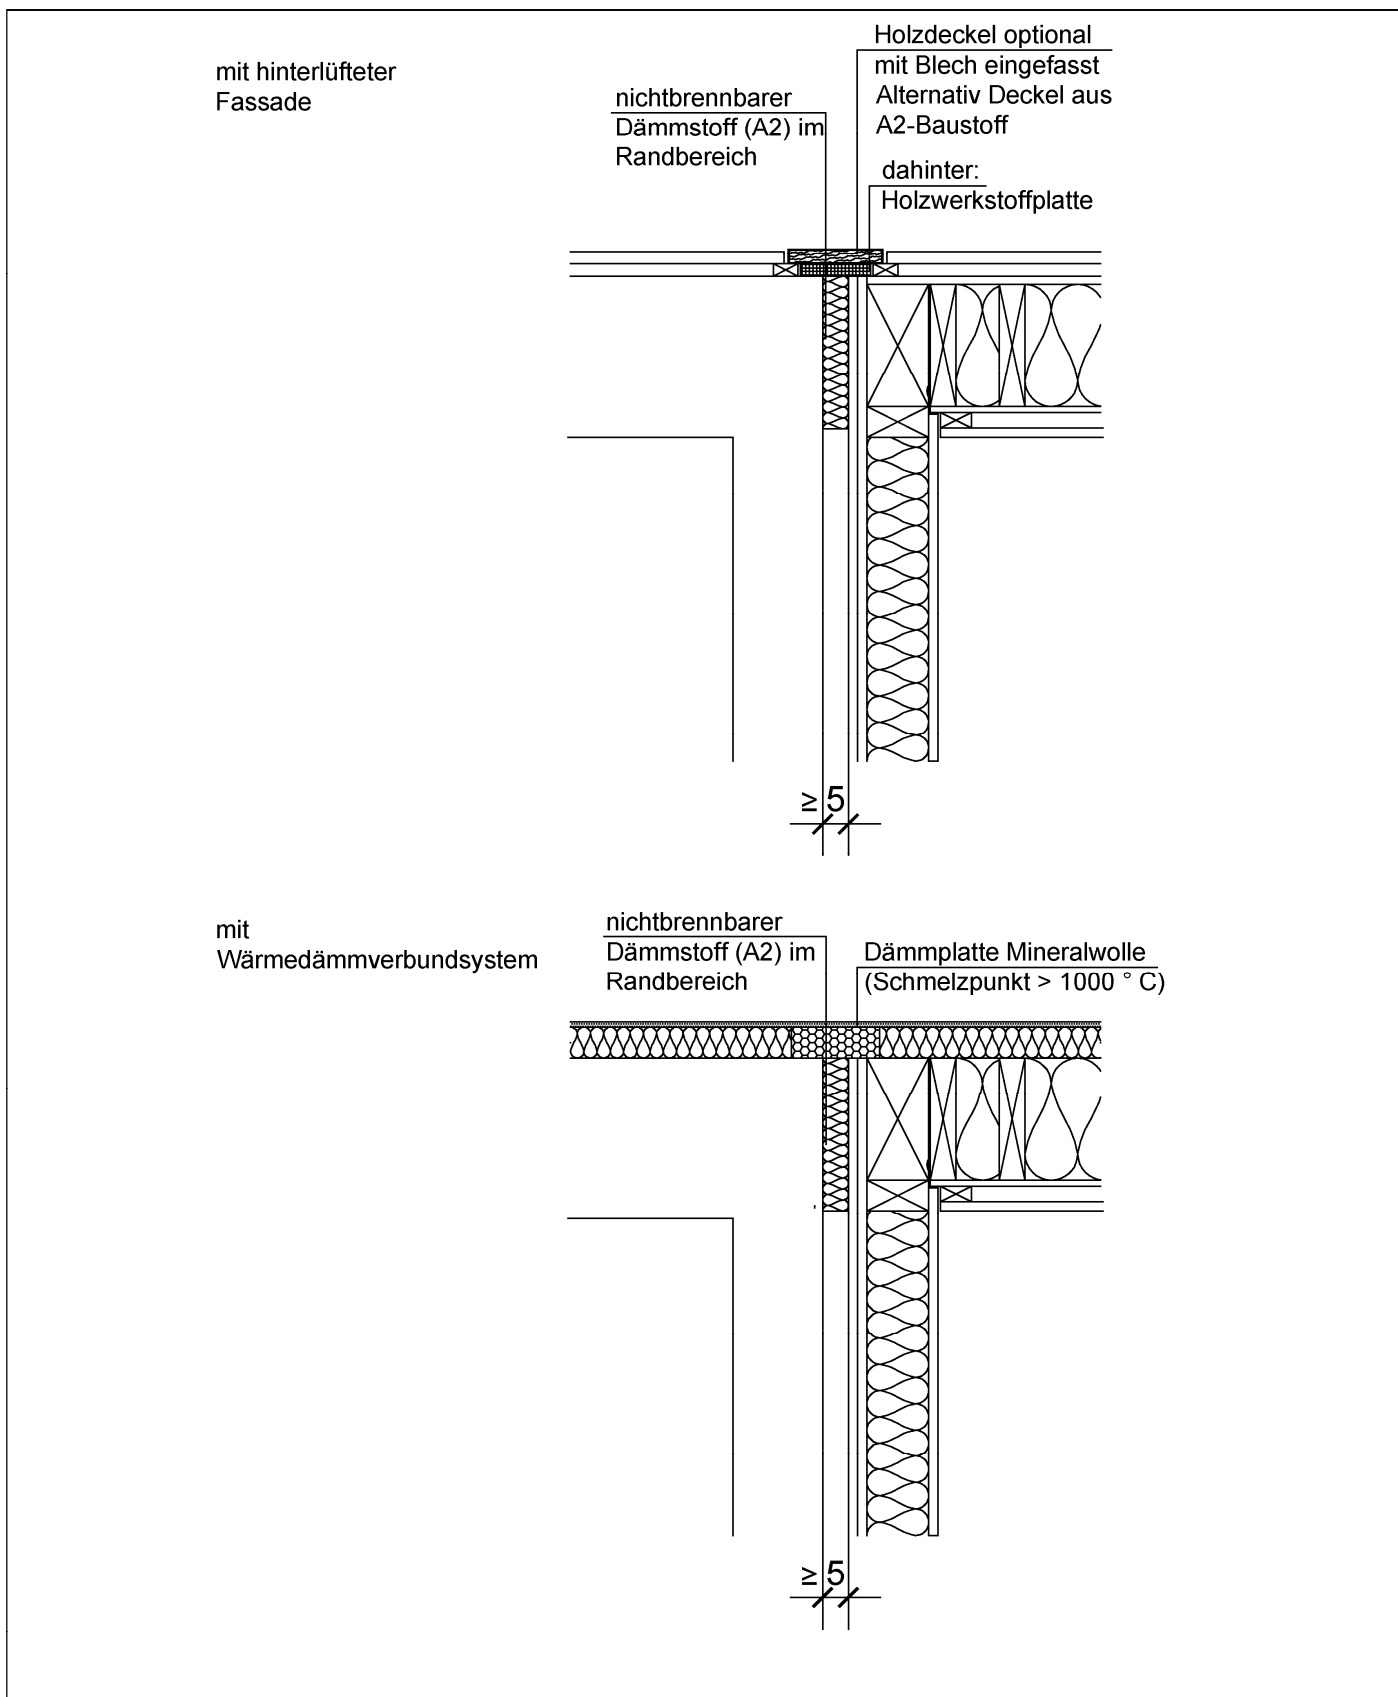 mit hinterlüfteter
Fassade
nichtbrennbarer
Dämmstoff (A2) im
Randbereich
Holzdeckel optional
mit Blech eingefasst
Alternativ Deckel aus
A2-Baustoff
dahinter:
Holzwerkstoffplatte
≥ 5
mit
Wärmedämmverbundsystem
nichtbrennbarer
Dämmstoff (A2) im
Randbereich
Dämmplatte Mineralwolle
(Schmelzpunkt > 1000 ° C)
≥ 5